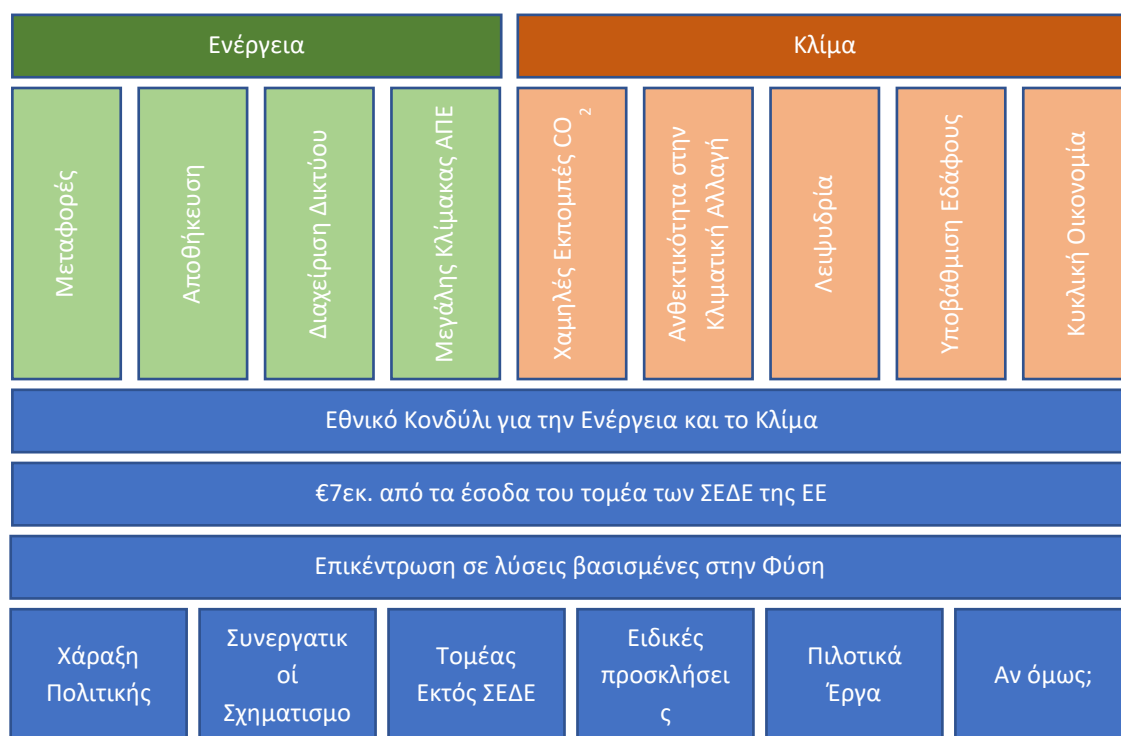 Ενέργεια
Κλίμα
Μεταφορές
Αποθήκευση
Διαχείριση Δικτύου
Μεγάλης Κλίμακας ΑΠΕ
Χαμηλές Εκπομπές CO₂
Ανθεκτικότητα στην
Κλιματική Αλλαγή
Λειψυδρία
Υποβάθμιση Εδάφους
Κυκλική Οικονομία
Εθνικό Κονδύλι για την Ενέργεια και το Κλίμα
€7εκ. από τα έσοδα του τομέα των ΣΕΔΕ της ΕΕ
Επικέντρωση σε λύσεις βασισμένες στην Φύση
Χάραξη
Πολιτικής
Συνεργατικ
οί
Σχηματισμο
Τομέας
Εκτός ΣΕΔΕ
Ειδικές
προσκλήσει
ς
Πιλοτικά
Έργα
Αν όμως;